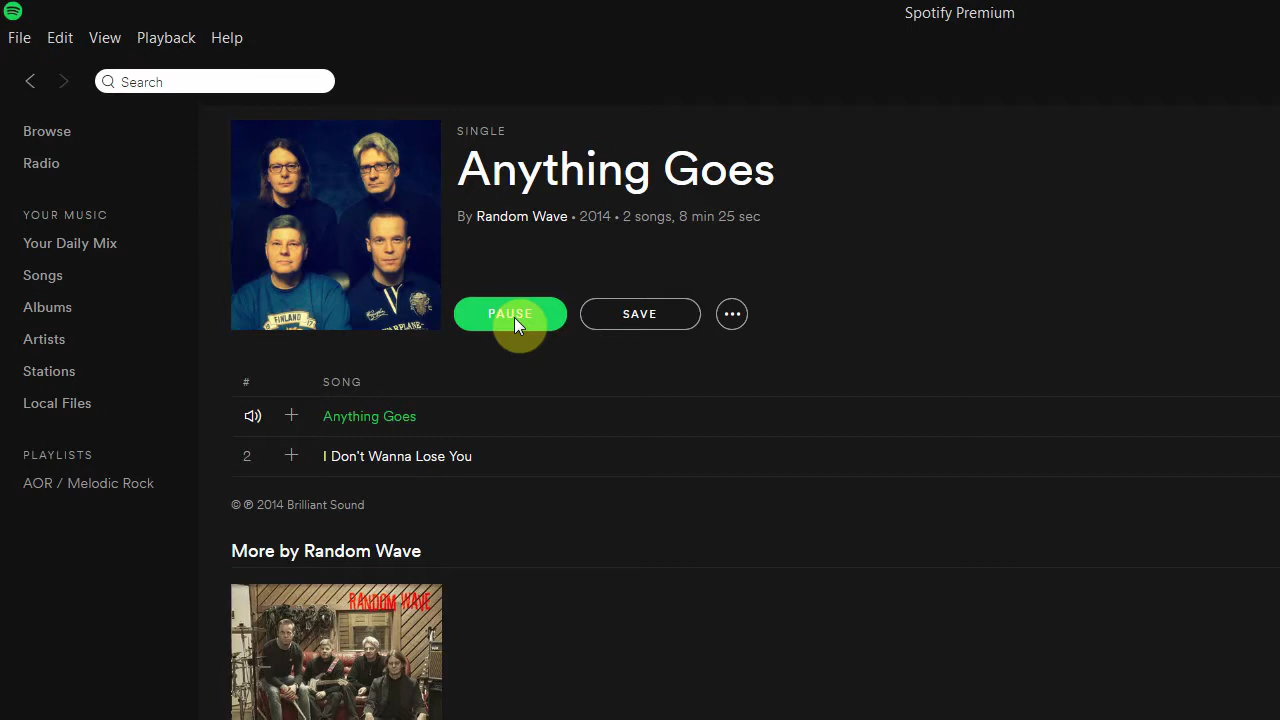 Spotify Premium
File Edit View Playback Help
Search
Browse
Radio
YOUR MUSIC
Your Daily Mix
Songs
Albums
Artists
Stations
Local Files
PLAYLISTS
AOR / Melodic Rock
SINGLE
Anything Goes
By Random Wave • 2014 • 2 songs, 8 min 25 sec
PAUSE SAVE
# SONG
Anything Goes
2 I Don't Wanna Lose You
© ℗ 2014 Brilliant Sound
More by Random Wave
FINLAND
RANDOM WAVE